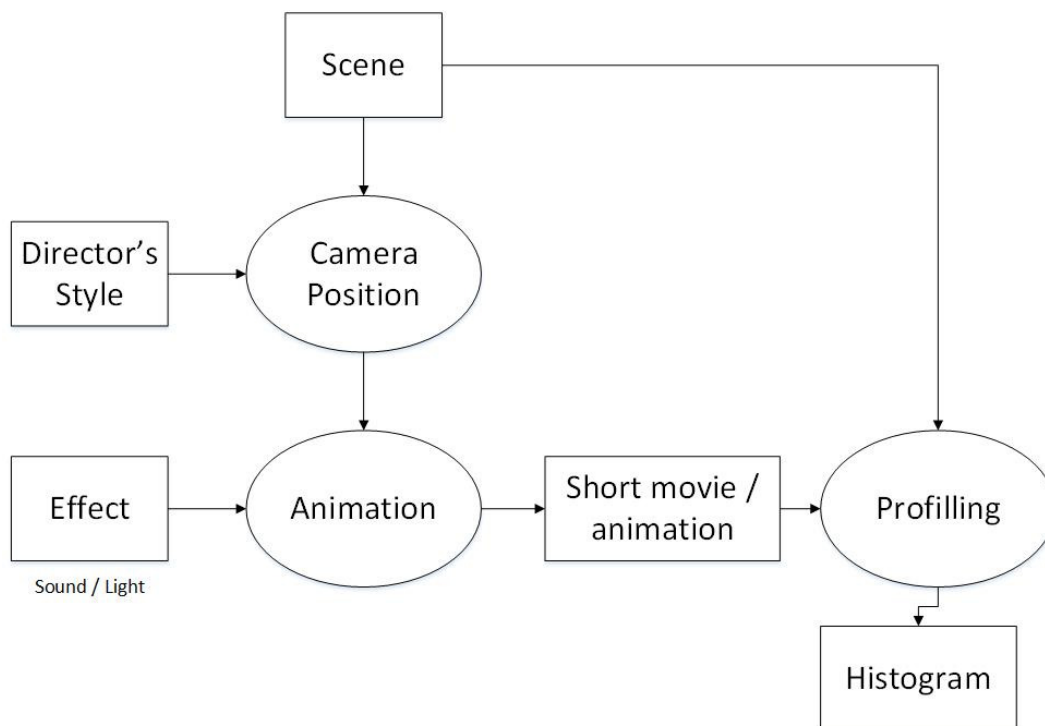 Scene
Director’s
Style
Camera
Position
Effect
Sound / Light
Animation
Short movie /
animation
Profilling
Histogram